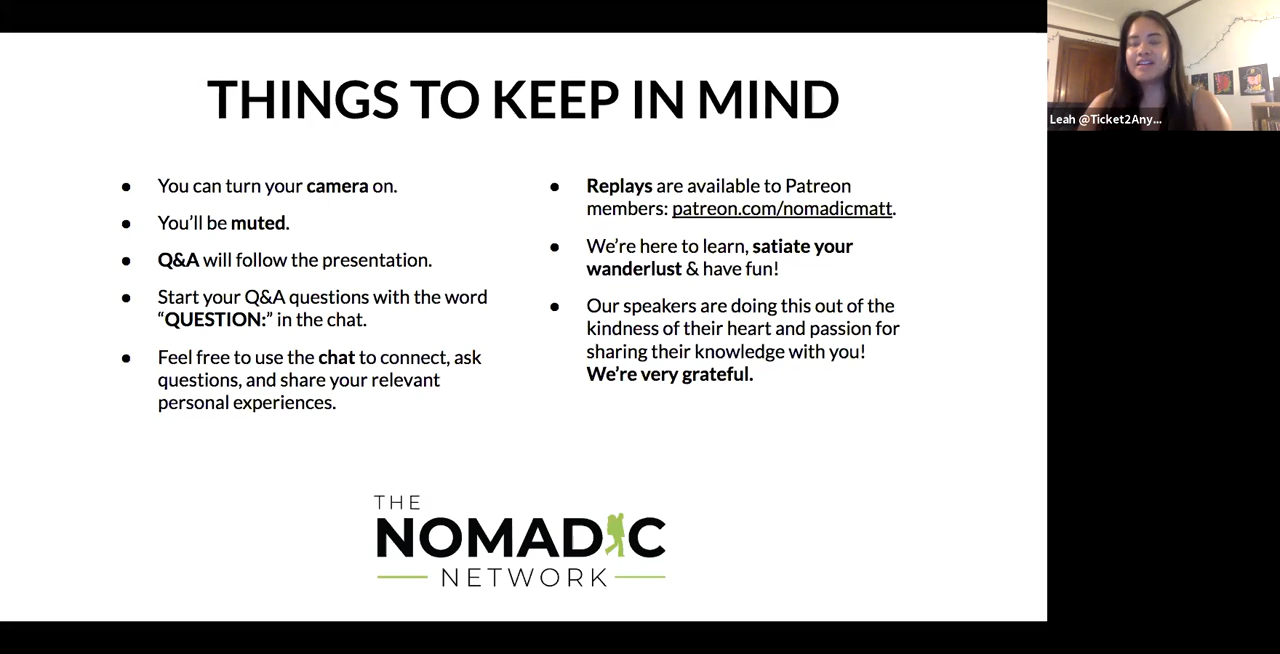 THINGS TO KEEP IN MIND
● You can turn your camera on.
● You’ll be muted.
● Q&A will follow the presentation.
● Start your Q&A questions with the word
“QUESTION:” in the chat.
● Feel free to use the chat to connect, ask
questions, and share your relevant
personal experiences.
● Replays are available to Patreon
members: patreon.com/nomadicmatt.
● We’re here to learn, satiate your
wanderlust & have fun!
● Our speakers are doing this out of the
kindness of their heart and passion for
sharing their knowledge with you!
We’re very grateful.
THE
NOMADIC
NETWORK
Leah @Ticket2Any...